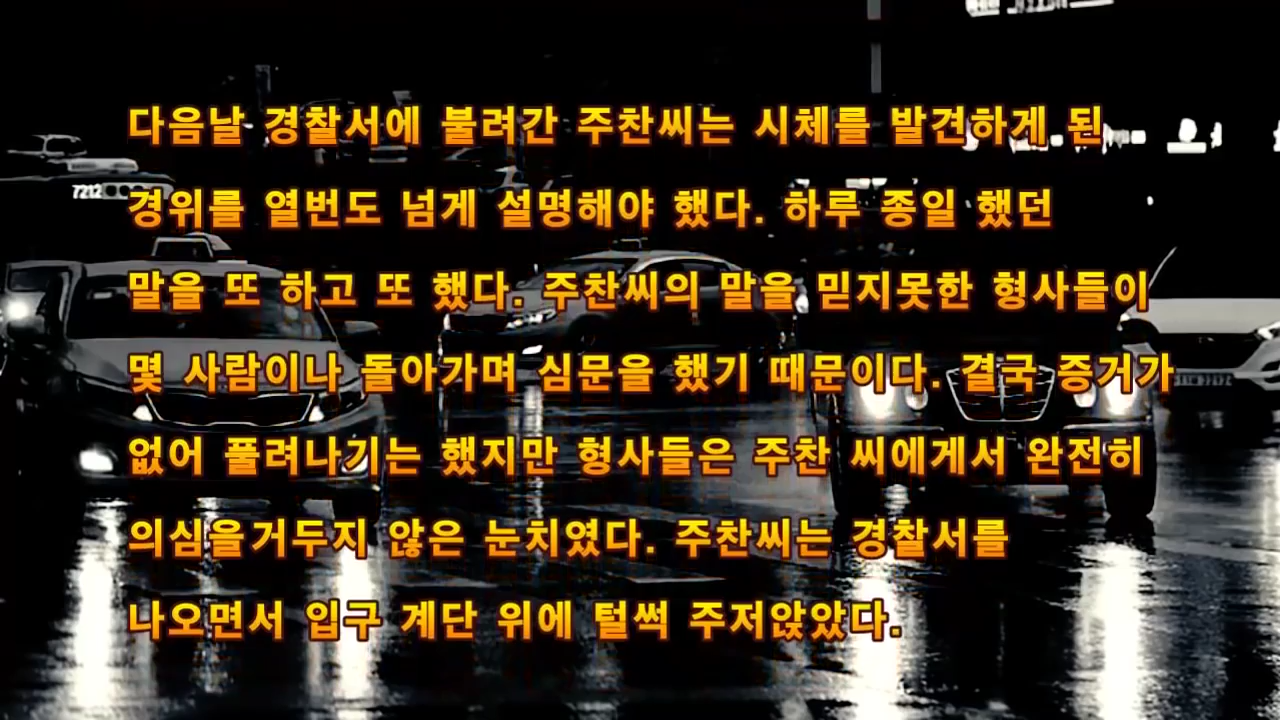 다음날 경찰서에 불려간 주찬씨는 시체를 발견하게 된
경위를 열번도 넘게 설명해야 했다. 하루 종일 했던
말을 또 하고 또 했다. 주찬씨의 말을 믿지못한 형사들이
몇 사람이나 돌아가며 심문을 했기 때문이다. 결국 증거가
없어 풀려나기는 했지만 형사들은 주찬 씨에게서 완전히
의심을거두지 않은 눈치였다. 주찬씨는 경찰서를
나오면서 입구 계단 위에 털썩 주저앉았다.
7212